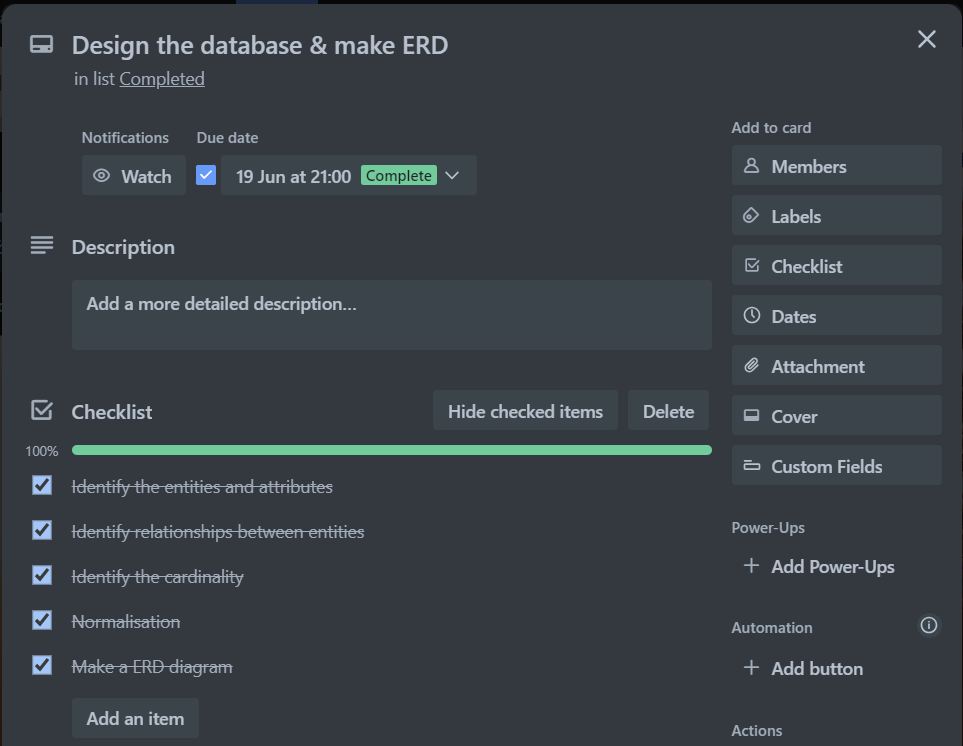 Design the database & make ERD
in list Completed
Notifications
Due date
Watch
19 Jun at 21:00 Complete
Description
Add a more detailed description...
Checklist
Hide checked items
Delete
100%
Identify the entities and attributes
Identify relationships between entities
Identify the cardinality
Normalisation
Make a ERD diagram
Add an item
Add to card
Members
Labels
Checklist
Dates
Attachment
Cover
Custom Fields
Power-Ups
Add Power-Ups
Automation
Add button
Actions